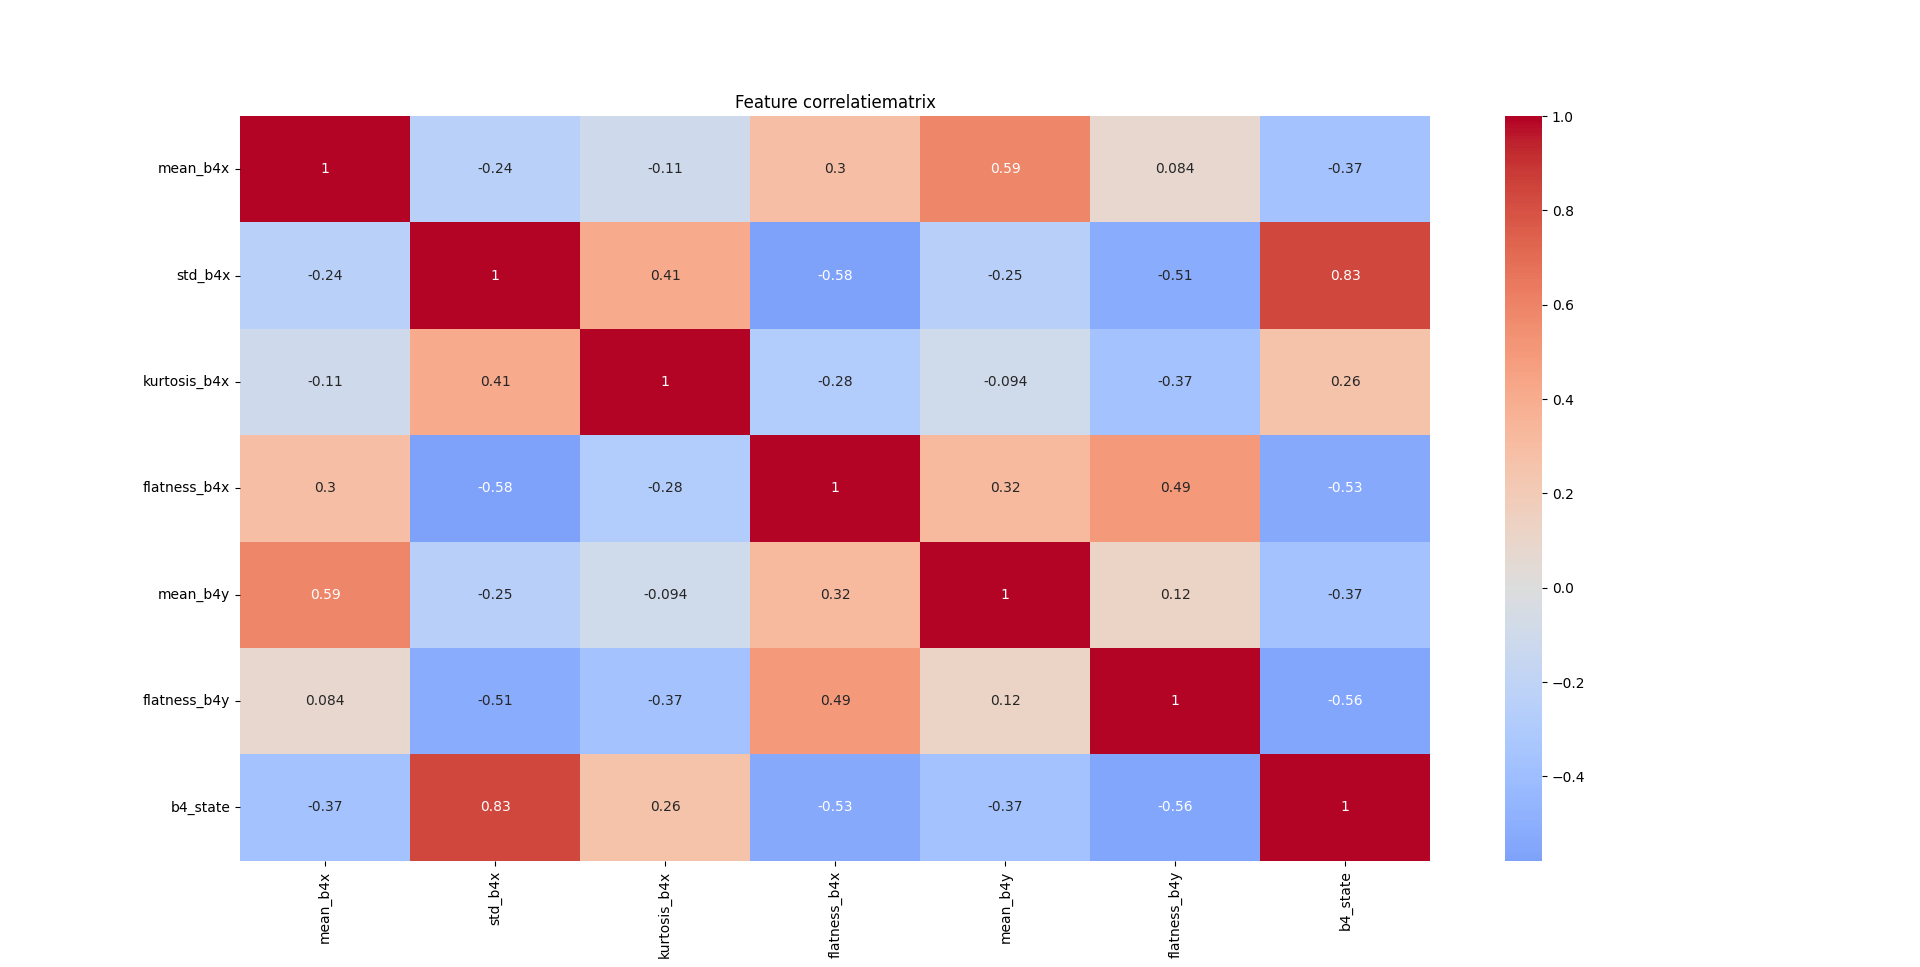 Feature correlatiematrix
mean_b4x 1 -0.24 -0.11 0.3 0.59 0.084 -0.37
std_b4x -0.24 1 0.41 -0.58 -0.25 -0.51 0.83
kurtosis_b4x -0.11 0.41 1 -0.28 -0.094 -0.37 0.26
flatness_b4x 0.3 -0.58 -0.28 1 0.32 0.49 -0.53
mean_b4y 0.59 -0.25 -0.094 0.32 1 0.12 -0.37
flatness_b4y 0.084 -0.51 -0.37 0.49 0.12 1 -0.56
b4_state -0.37 0.83 0.26 -0.53 -0.37 -0.56 1
mean_b4x std_b4x kurtosis_b4x flatness_b4x mean_b4y flatness_b4y b4_state
1.0
0.8
0.6
0.4
0.2
0.0
−0.2
−0.4